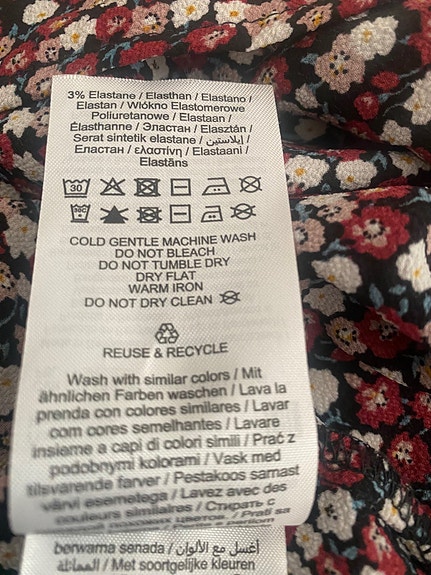 3% Elastane / Elasthan / Elastano /
Elastan / Włókno Elastomerowe
Poliuretanowe / Elastaan /
Élasthanne / Эластан / Elasztán /
Serat sintetik elastane / إيلاستين /
Еластан / ελαστίνη / Elastaani /
Elastāns
30
30C
COLD GENTLE MACHINE WASH
DO NOT BLEACH
DO NOT TUMBLE DRY
DRY FLAT
WARM IRON
DO NOT DRY CLEAN
REUSE & RECYCLE
Wash with similar colors / Mit
ähnlichen Farben waschen / Lava la
prenda con colores similares / Lavar
com cores semelhantes / Lavare
insieme a capi di colori simili / Prać z
podobnymi kolorami / Vask med
tilsvarende farver / Pestakoos samast
värvi esemetega / Lavez avec des
couleurs similaires / Стирать с
цветов
berwarna senada / أغسل مع الألوان
المماثلة / Met soortgelijke kleuren